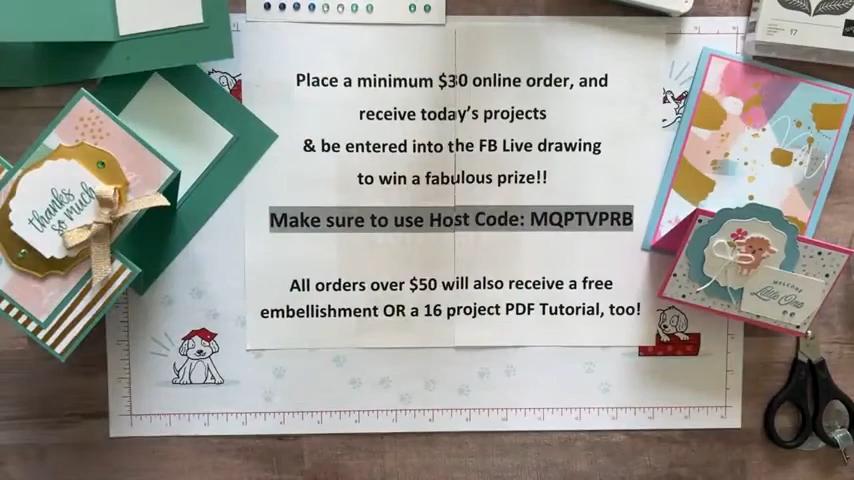 17
Place a minimum $30 online order, and
receive today's projects
& be entered into the FB Live drawing
to win a fabulous prize!!
Make sure to use Host Code: MQPTVPRB
All orders over $50 will also receive a free
embellishment OR a 16 project PDF Tutorial, too!
thanks
so much
WELCOME
Little One